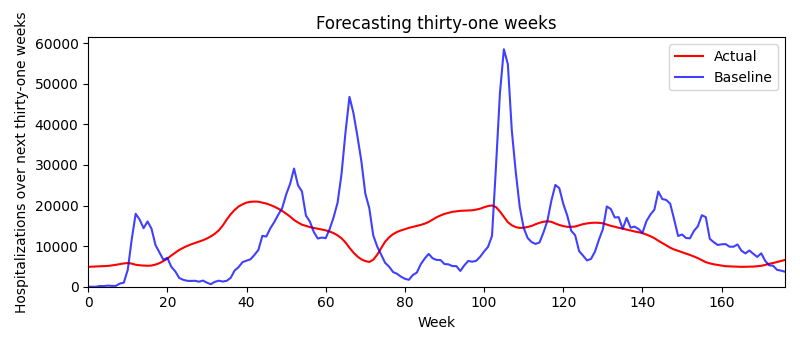 Forecasting thirty-one weeks
Hospitalizations over next thirty-one weeks
60000
50000
40000
30000
20000
10000
0
Actual
Baseline
0 20 40 60 80 100 120 140 160
Week